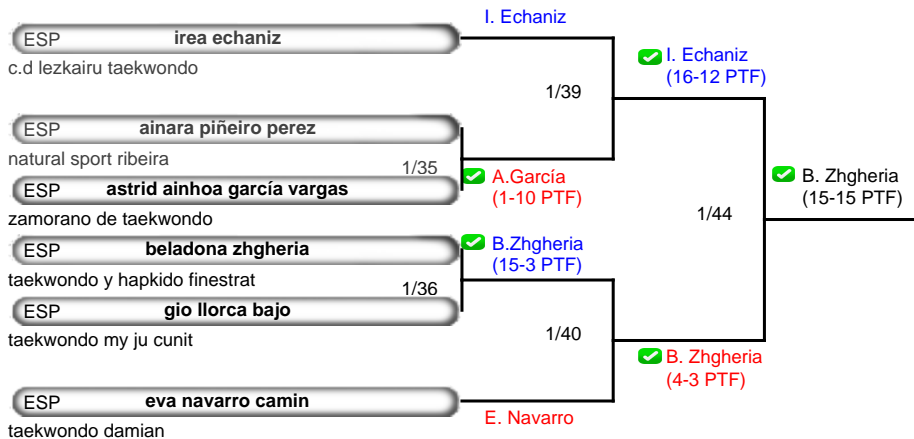 I. Echaniz
ESP irea echaniz
c.d lezkairu taekwondo
I. Echaniz
(16-12 PTF)
1/39
ESP ainara piñeiro perez
natural sport ribeira
1/35
A.García
(1-10 PTF)
ESP astrid ainhoa garcía vargas
zamorano de taekwondo
B. Zhgheria
(15-15 PTF)
1/44
ESP beladona zhgheria
taekwondo y hapkido finestrat
B.Zhgheria
(15-3 PTF)
1/36
ESP gio llorca bajo
taekwondo my ju cunit
1/40
B. Zhgheria
(4-3 PTF)
ESP eva navarro camin
taekwondo damian
E. Navarro